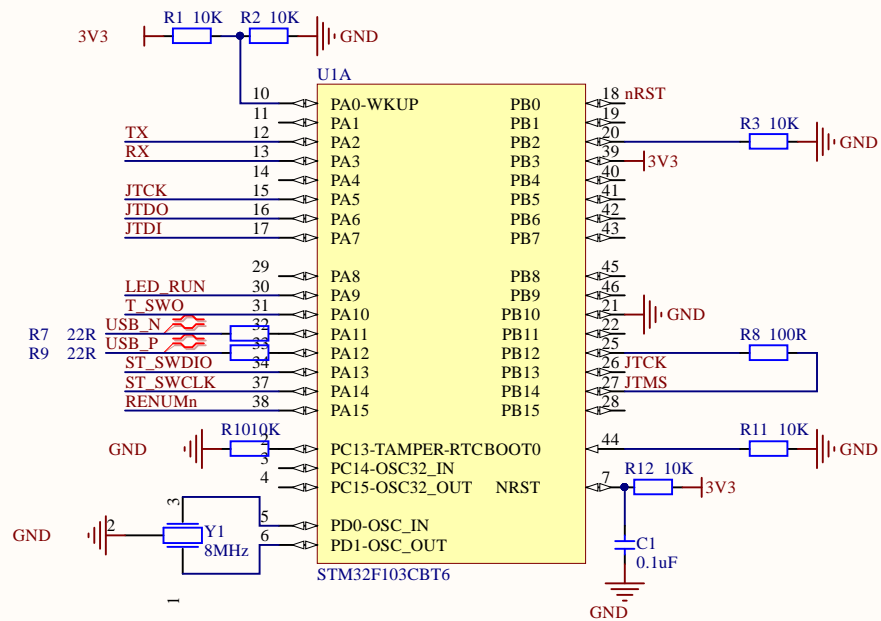 R1 10K R2 10K
3V3 GND
U1A
10 PA0-WKUP PB0 18 nRST
11 PA1 PB1 19
TX 12 PA2 PB2 20 R3 10K GND
RX 13 PA3 PB3 39 3V3
14 PA4 PB4 40
JTCK 15 PA5 PB5 41
JTDO 16 PA6 PB6 42
JTDI 17 PA7 PB7 43
29 PA8 PB8 45
LED_RUN 30 PA9 PB9 46
T_SWO 31 PA10 PB10 21 GND
R7 22R USB_N 32 PA11 PB11 22
R9 22R USB_P 33 PA12 PB12 25 R8 100R
ST_SWDIO 34 PA13 PB13 26 JTCK
ST_SWCLK 37 PA14 PB14 27 JTMS
RENUMn 38 PA15 PB15 28
GND R10 10K 2 PC13-TAMPER-RTC BOOT0 44 R11 10K GND
3 PC14-OSC32_IN
4 PC15-OSC32_OUT NRST 7 R12 10K 3V3
3
GND 2 Y1 5 PD0-OSC_IN
8MHz 6 PD1-OSC_OUT C1
0.1uF
STM32F103CBT6
1
GND